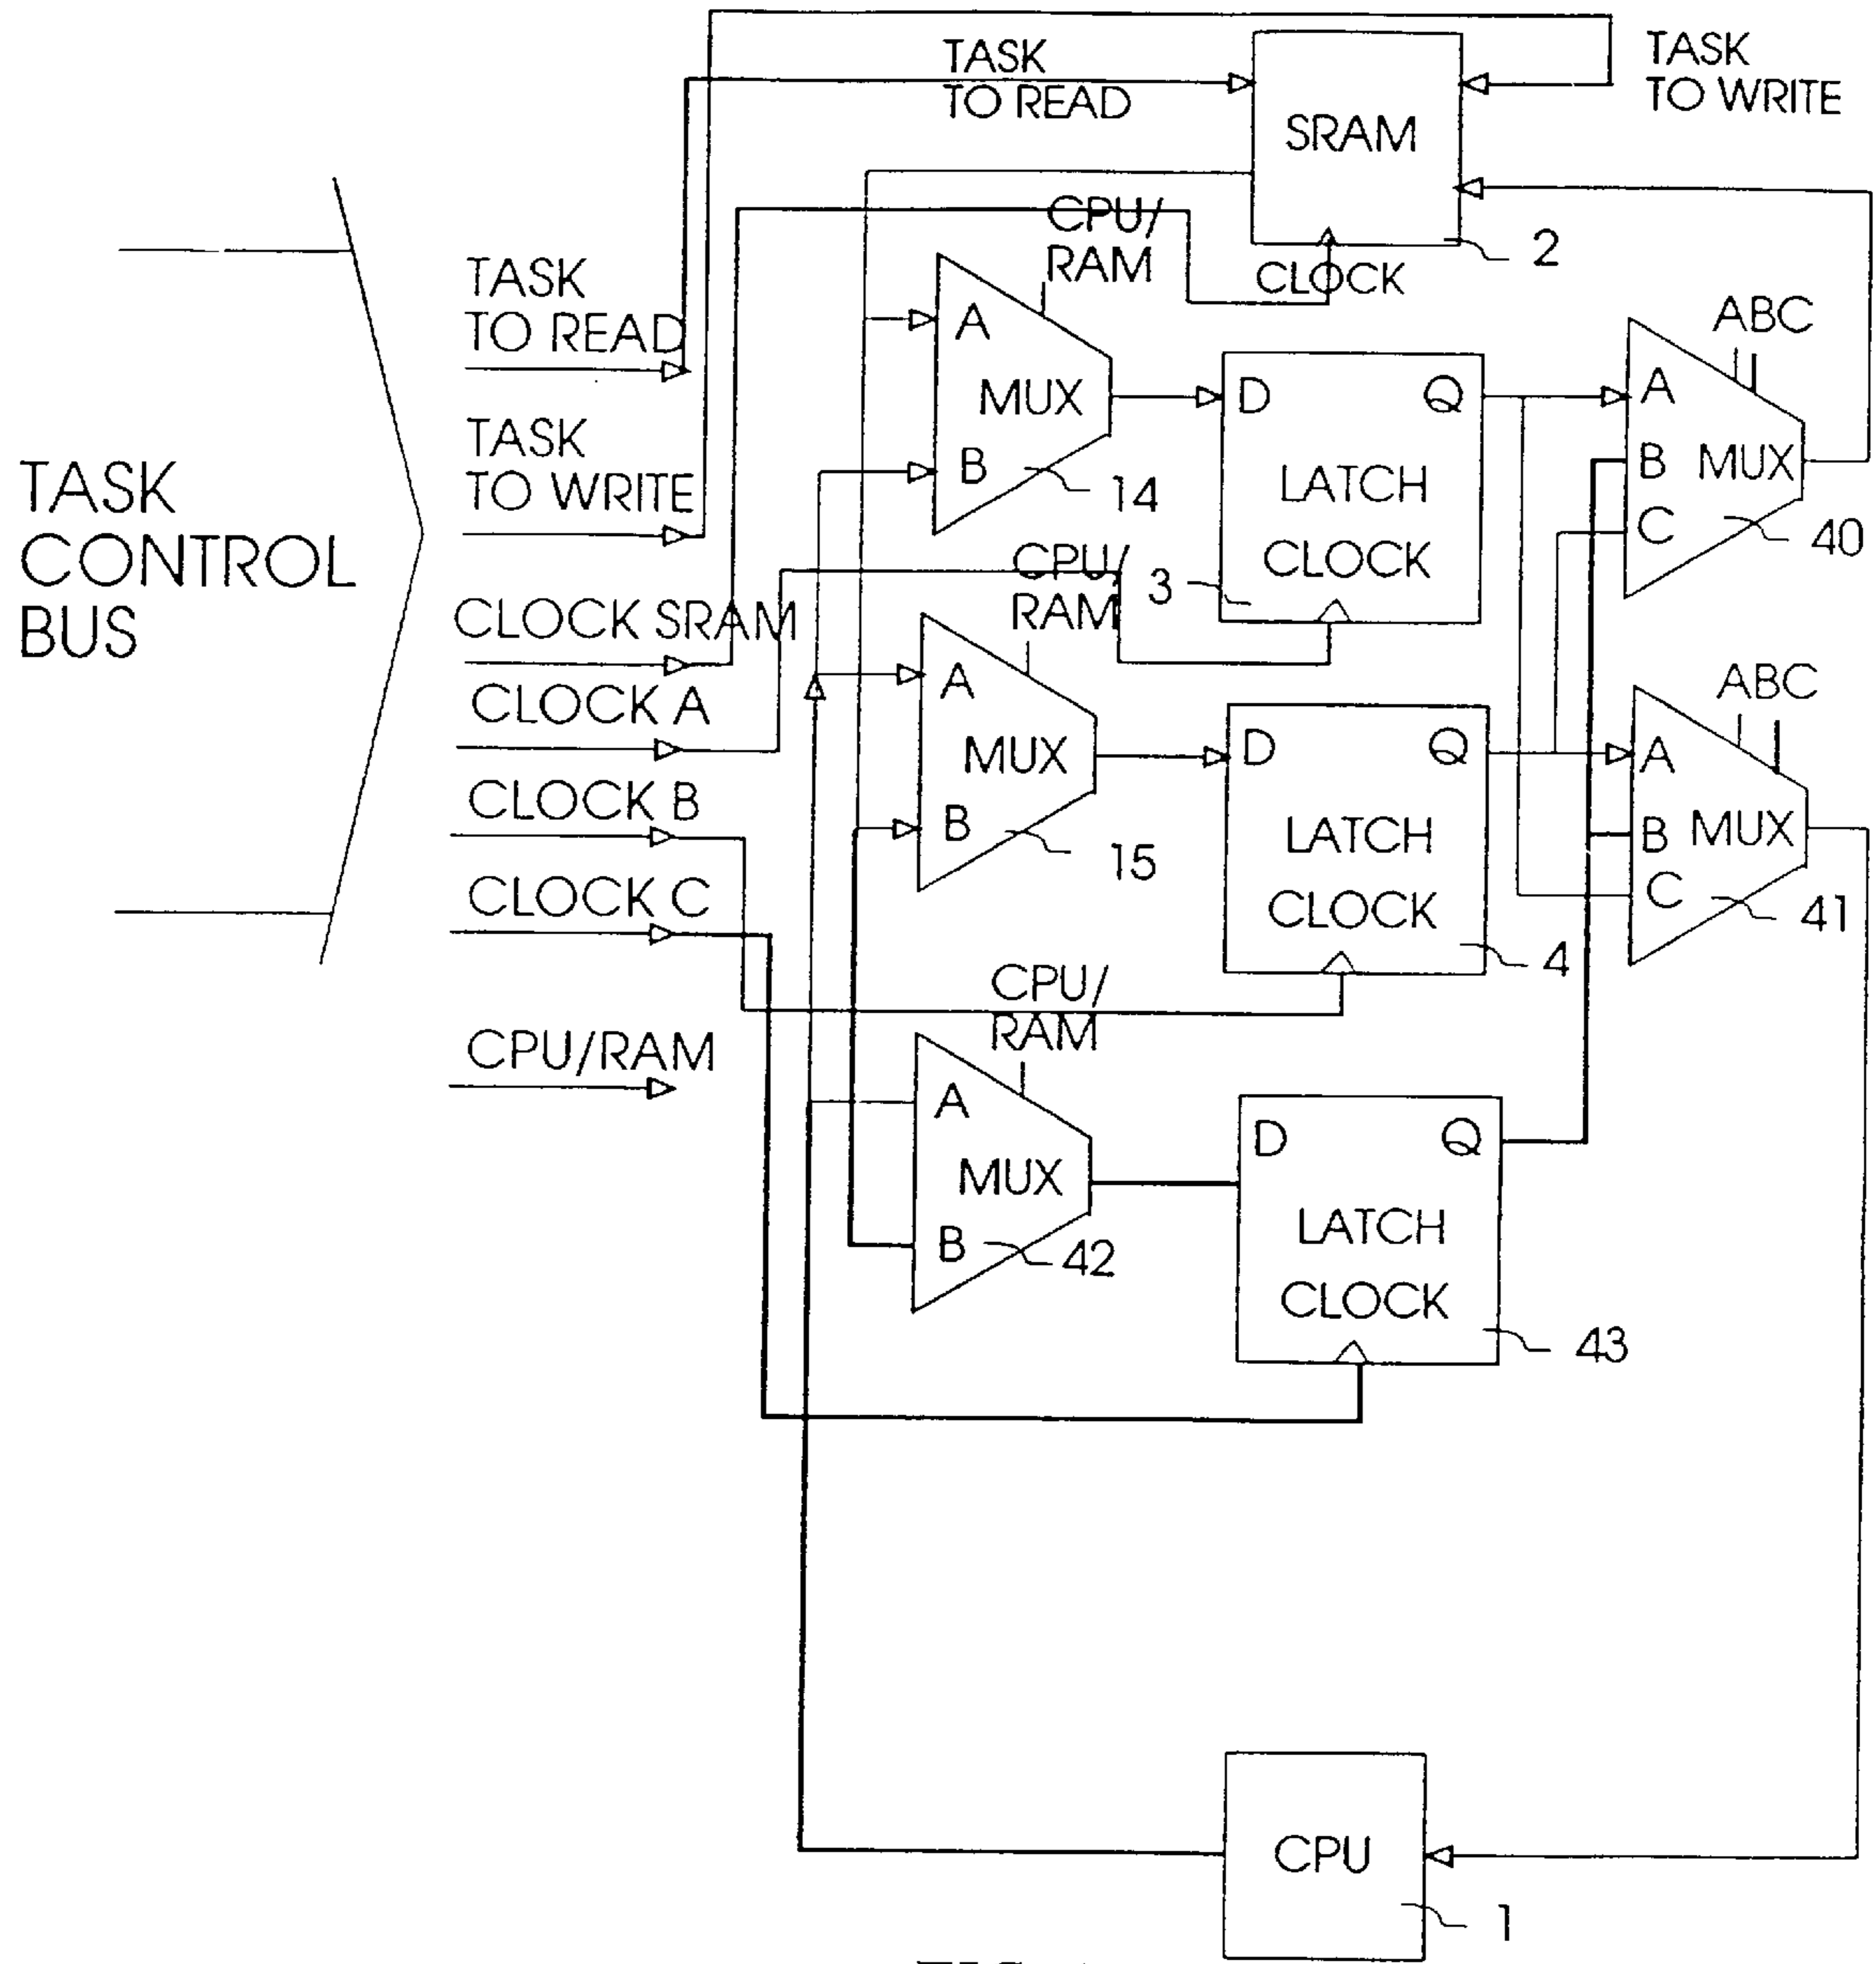 TASK
CONTROL
BUS
TASK
TO READ
TASK
TO WRITE
CLOCK SRAM
CLOCK A
CLOCK B
CLOCK C
CPU/RAM
TASK
TO READ
SRAM
CLOCK
2
TASK
TO WRITE
CPU/
RAM
A
MUX
B
14
D
Q
LATCH
CLOCK
3
ABC
A
B
MUX
C
40
CPU/
RAM
A
MUX
B
15
D
Q
LATCH
CLOCK
4
ABC
A
B
MUX
C
41
CPU/
RAM
A
MUX
B
42
D
Q
LATCH
CLOCK
43
CPU
1